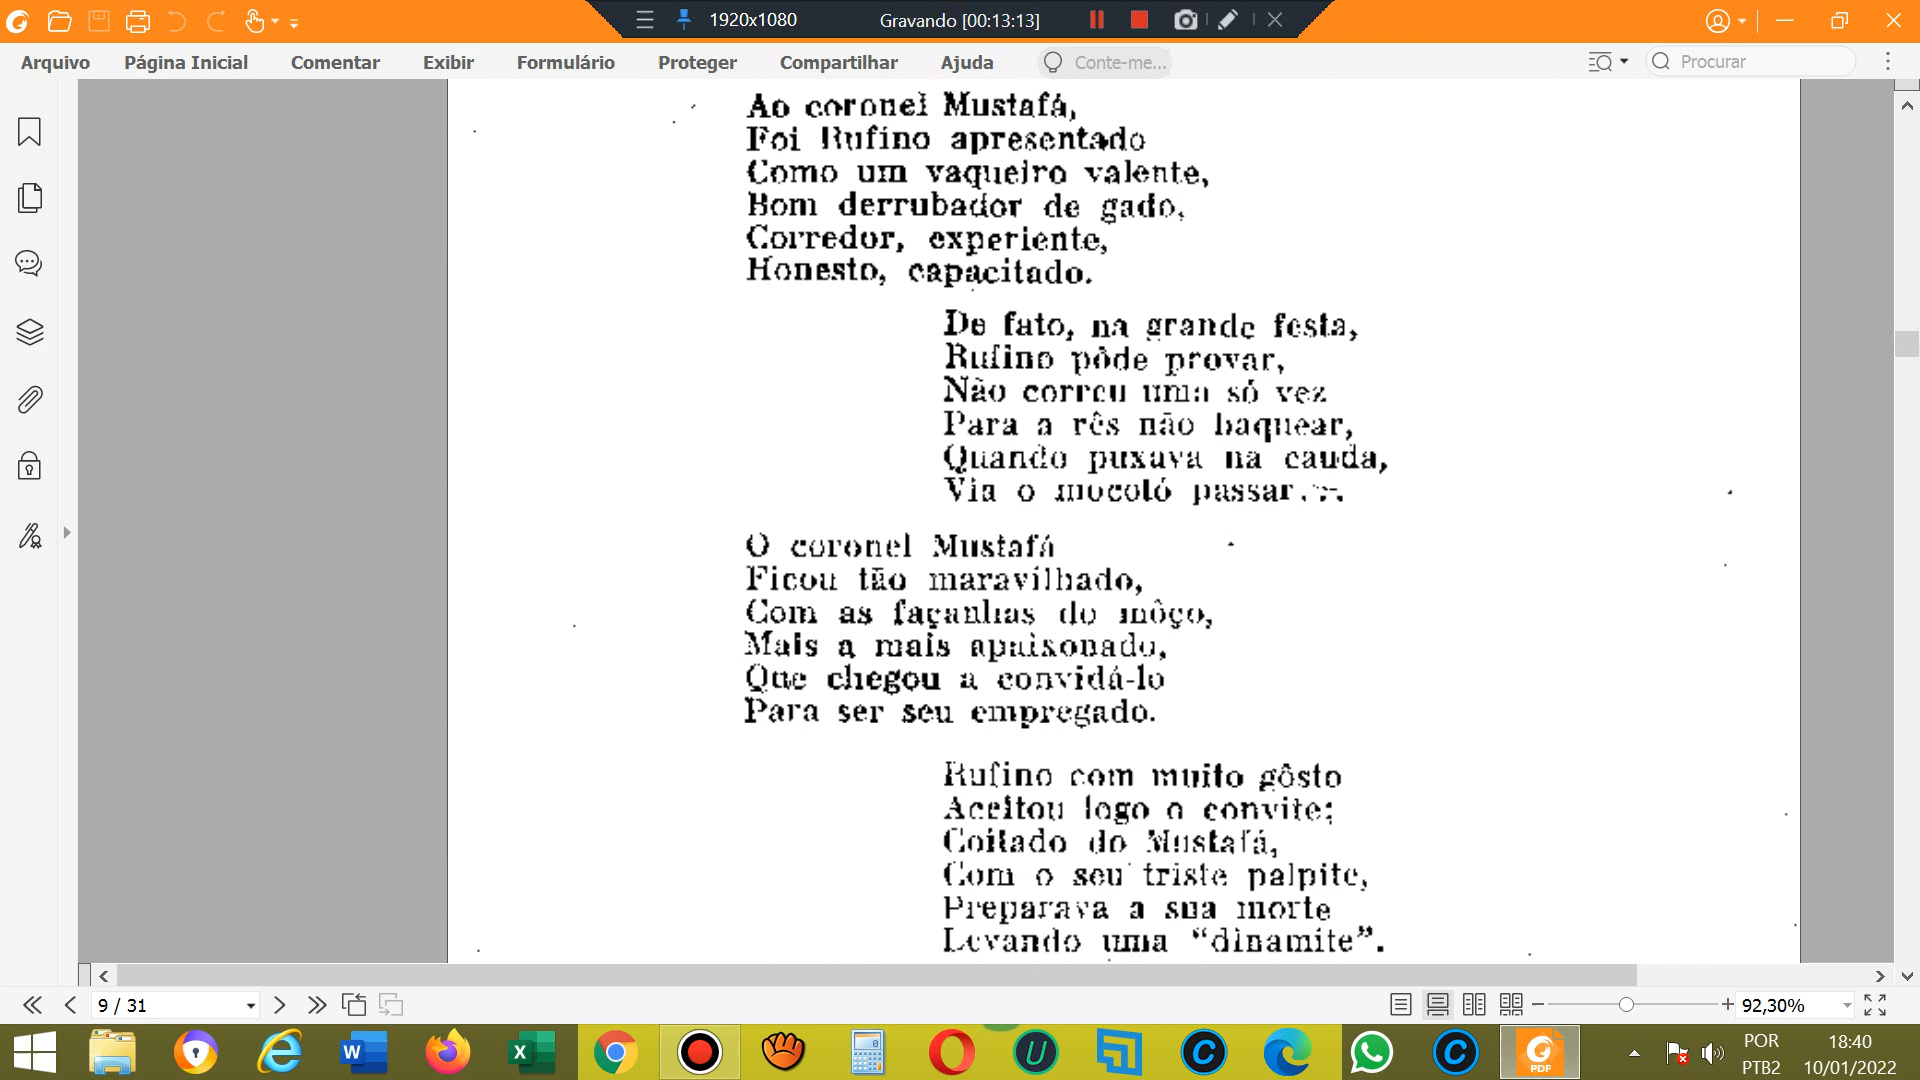 1920x1080
Gravando [00:13:13]
Arquivo
Página Inicial
Comentar
Exibir
Formulário
Proteger
Compartilhar
Ajuda
Conte-me...
Procurar
Ao coronel Mustafá,
Foi Rufino apresentado
Como um vaqueiro valente,
Bom derrubador de gado,
Corredor, experiente,
Honesto, capacitado.
De fato, na grande festa,
Rufino pôde provar,
Não correu uma só vez
Para a rês não baquear,
Quando puxava na cauda,
Via o mocotó passar...
O coronel Mustafá
Ficou tão maravilhado,
Com as façanhas do môço,
Mais a mais apaixonado,
Que chegou a convidá-lo
Para ser seu empregado.
Rufino com muito gôsto
Aceitou logo o convite;
Coitado do Mustafá,
Com o seu triste palpite,
Preparava a sua morte
Levando uma “dinamite”.
9 / 31
92,30%
POR
PTB2
18:40
10/01/2022
PDF